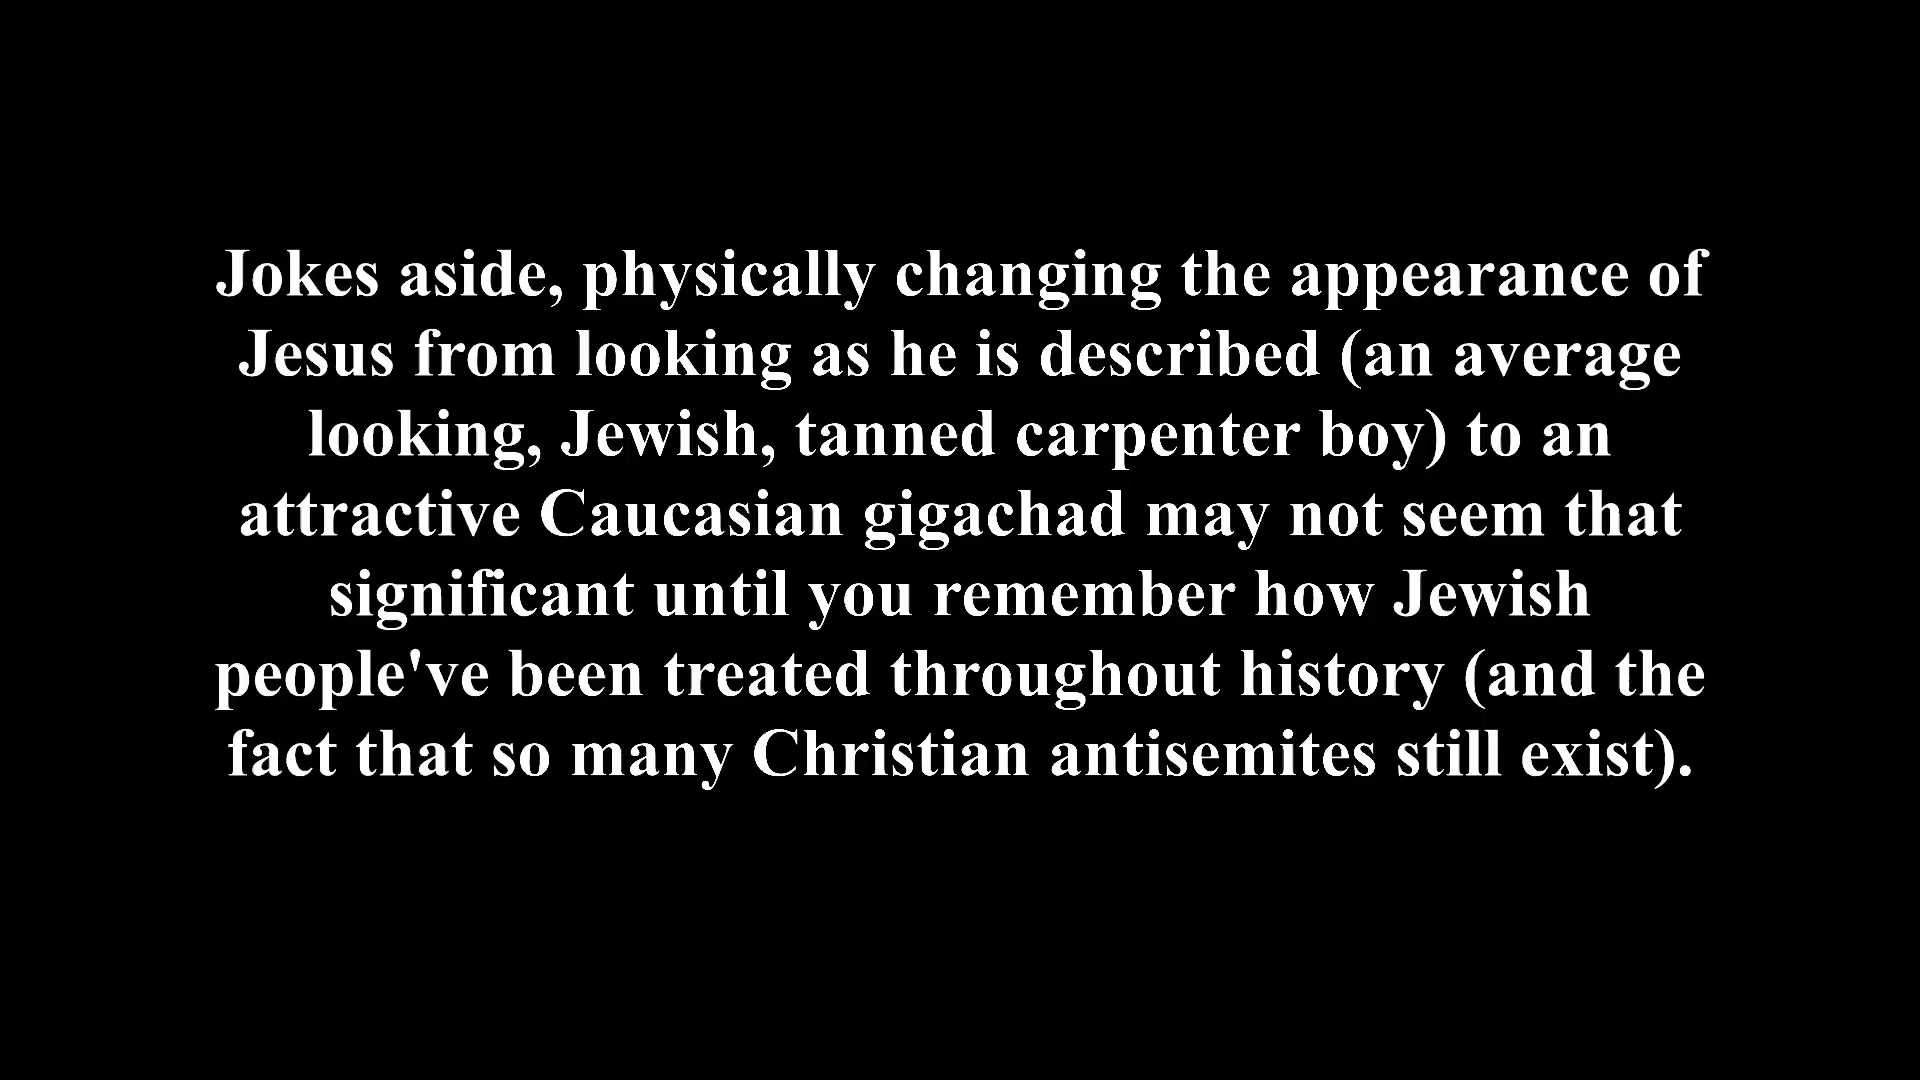 Jokes aside, physically changing the appearance of
Jesus from looking as he is described (an average
looking, Jewish, tanned carpenter boy) to an
attractive Caucasian gigachad may not seem that
significant until you remember how Jewish
people've been treated throughout history (and the
fact that so many Christian antisemites still exist).